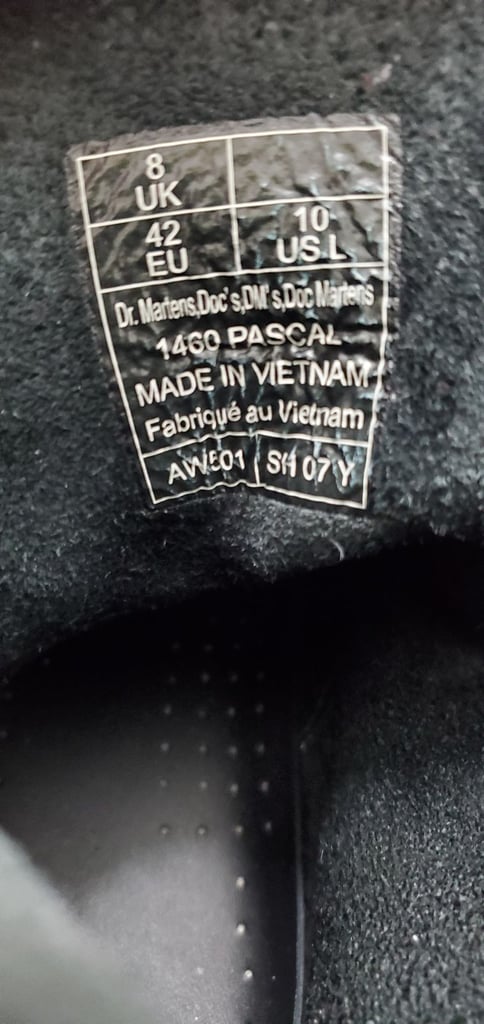 8
UK
42
EU
10
US L
Dr. Martens,Doc's,DM's,Doc Martens
1460 PASCAL
MADE IN VIETNAM
Fabriqué au Vietnam
AW501 SH 07 Y